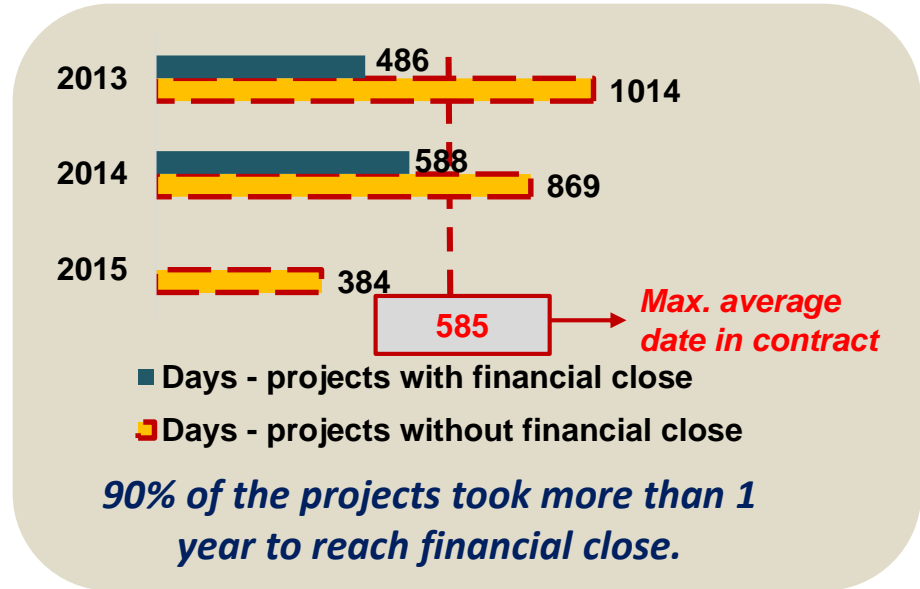 2013
486
1014
2014
588
869
2015
384
585
Max. average
date in contract
Days - projects with financial close
Days - projects without financial close
90% of the projects took more than 1
year to reach financial close.